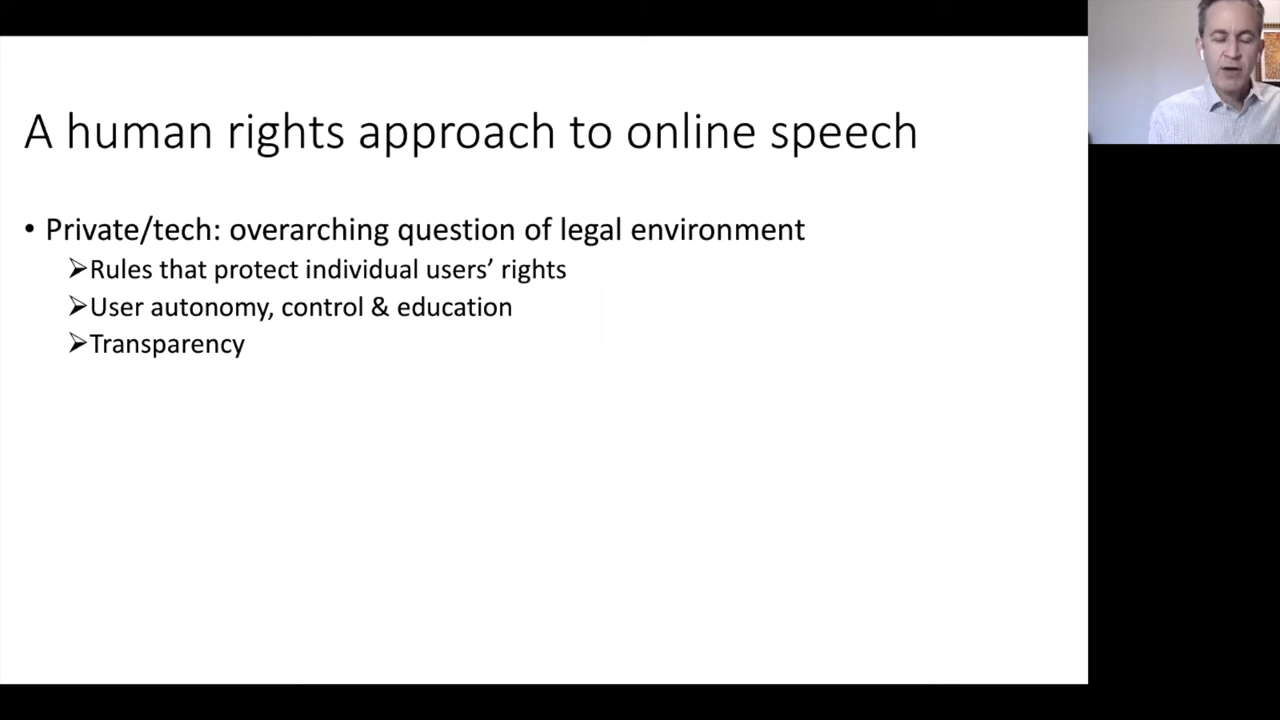 A human rights approach to online speech
• Private/tech: overarching question of legal environment
➢Rules that protect individual users’ rights
➢User autonomy, control & education
➢Transparency